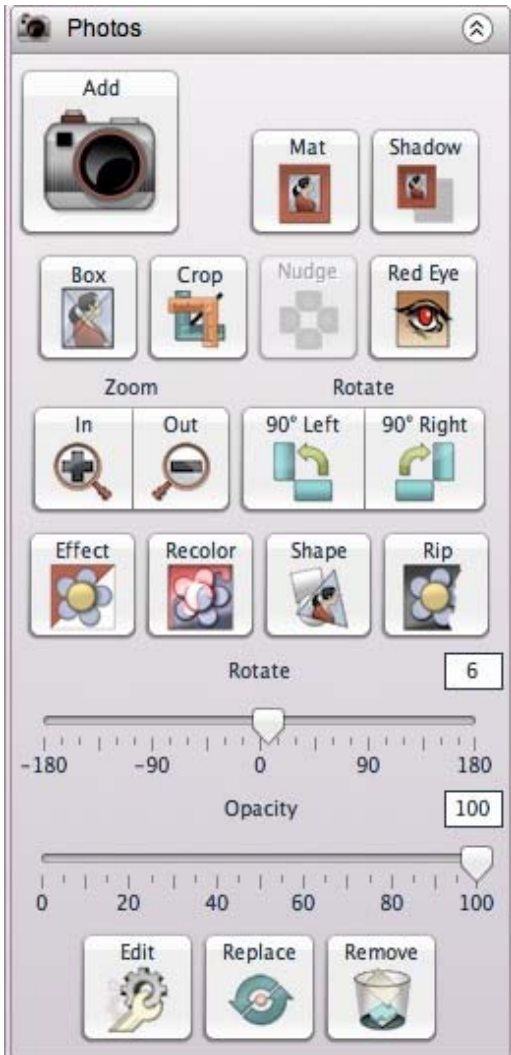 Photos
Add
Mat Shadow
Box Crop Nudge Red Eye
Zoom Rotate
In Out 90° Left 90° Right
Effect Recolor Shape Rip
Rotate 6
-180 -90 0 90 180
Opacity 100
0 20 40 60 80 100
Edit Replace Remove